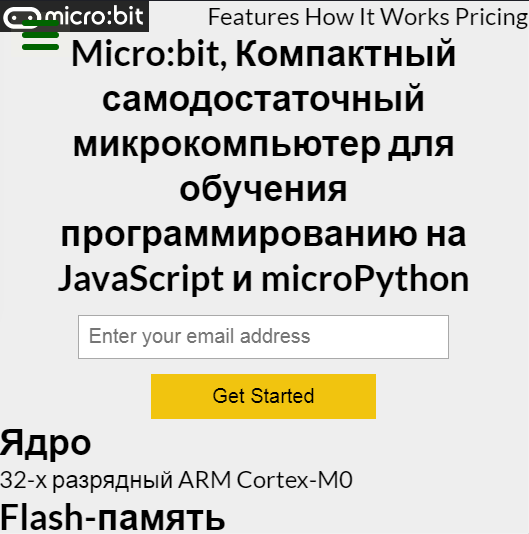 micro:bit
Features How It Works Pricing
Micro:bit, Компактный
самодостаточный
микрокомпьютер для
обучения
программированию на
JavaScript и microPython
Enter your email address
Get Started
Ядро
32-х разрядный ARM Cortex-M0
Flash-память